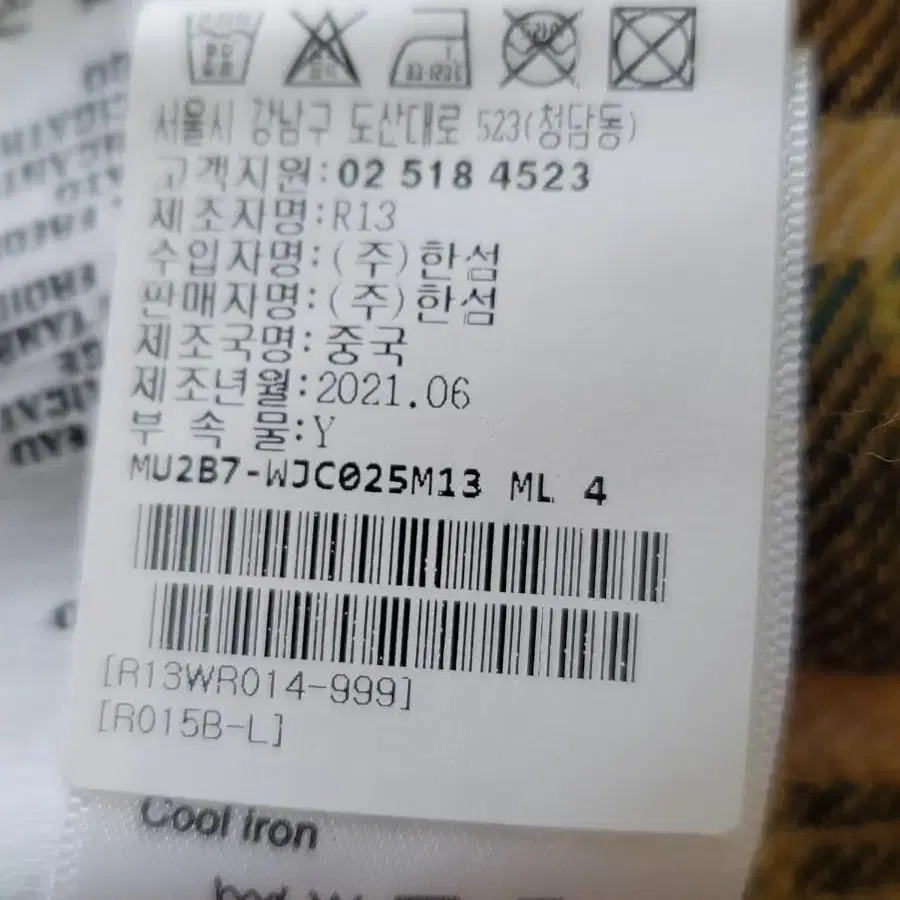 서울시 강남구 도산대로 523(청담동)
고객지원:02 518 4523
제조자명:R13
수입자명:(주)한섬
판매자명:(주)한섬
제조국명:중국
제조년월:2021.06
부 속 물:Y
MU2B7-WJC025M13 ML 4
[R13WR014-999]
[R015B-L]
Cool iron